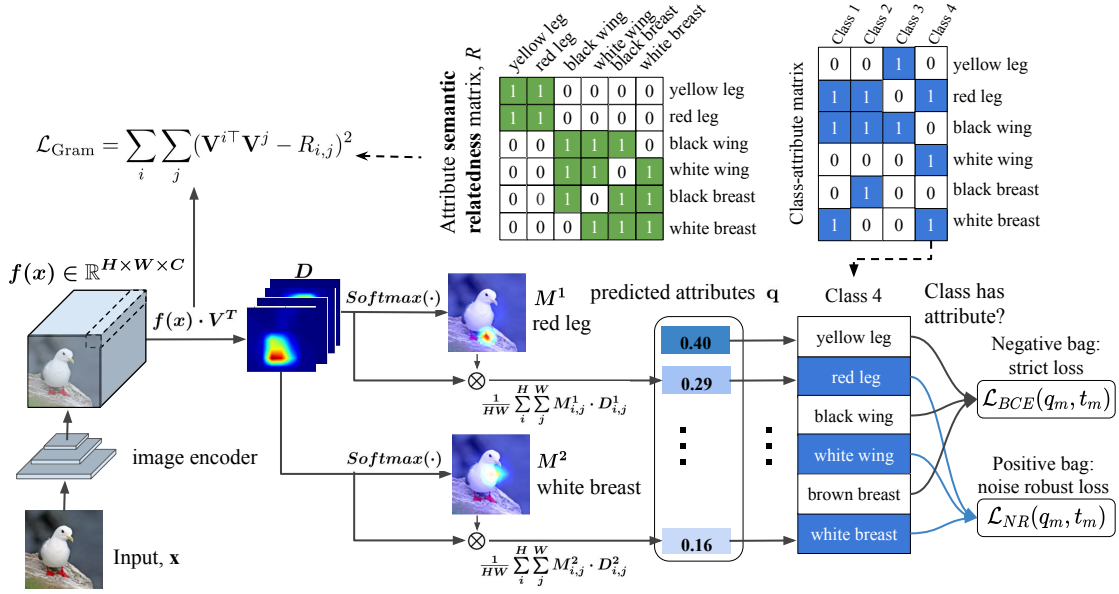 yellow leg
red leg
black wing
white wing
black breast
white breast
Attribute semantic
relatedness matrix, R
1 1 0 0 0 0 yellow leg
1 1 0 0 0 0 red leg
0 0 1 1 1 0 black wing
0 0 1 1 0 1 white wing
0 0 1 0 1 1 black breast
0 0 0 1 1 1 white breast
Class 1
Class 2
Class 3
Class 4
Class-attribute matrix
0 0 1 0 yellow leg
1 1 0 1 red leg
1 1 1 0 black wing
0 0 0 1 white wing
0 1 0 0 black breast
1 0 0 1 white breast
ℒ_Gram = ∑_i ∑_j (V^{i⊤} V^j − R_{i,j})^2
f(x) ∈ ℝ^{H×W×C}
f(x) · V^T
D
Softmax(·)
M^1
red leg
1/HW ∑_i^H ∑_j^W M^1_{i,j} · D^1_{i,j}
image encoder
Input, x
Softmax(·)
M^2
white breast
1/HW ∑_i^H ∑_j^W M^2_{i,j} · D^2_{i,j}
predicted attributes q
0.40
0.29
0.16
Class 4
yellow leg
red leg
black wing
white wing
brown breast
white breast
Class has
attribute?
Negative bag:
strict loss
ℒ_{BCE}(q_m, t_m)
Positive bag:
noise robust loss
ℒ_{NR}(q_m, t_m)